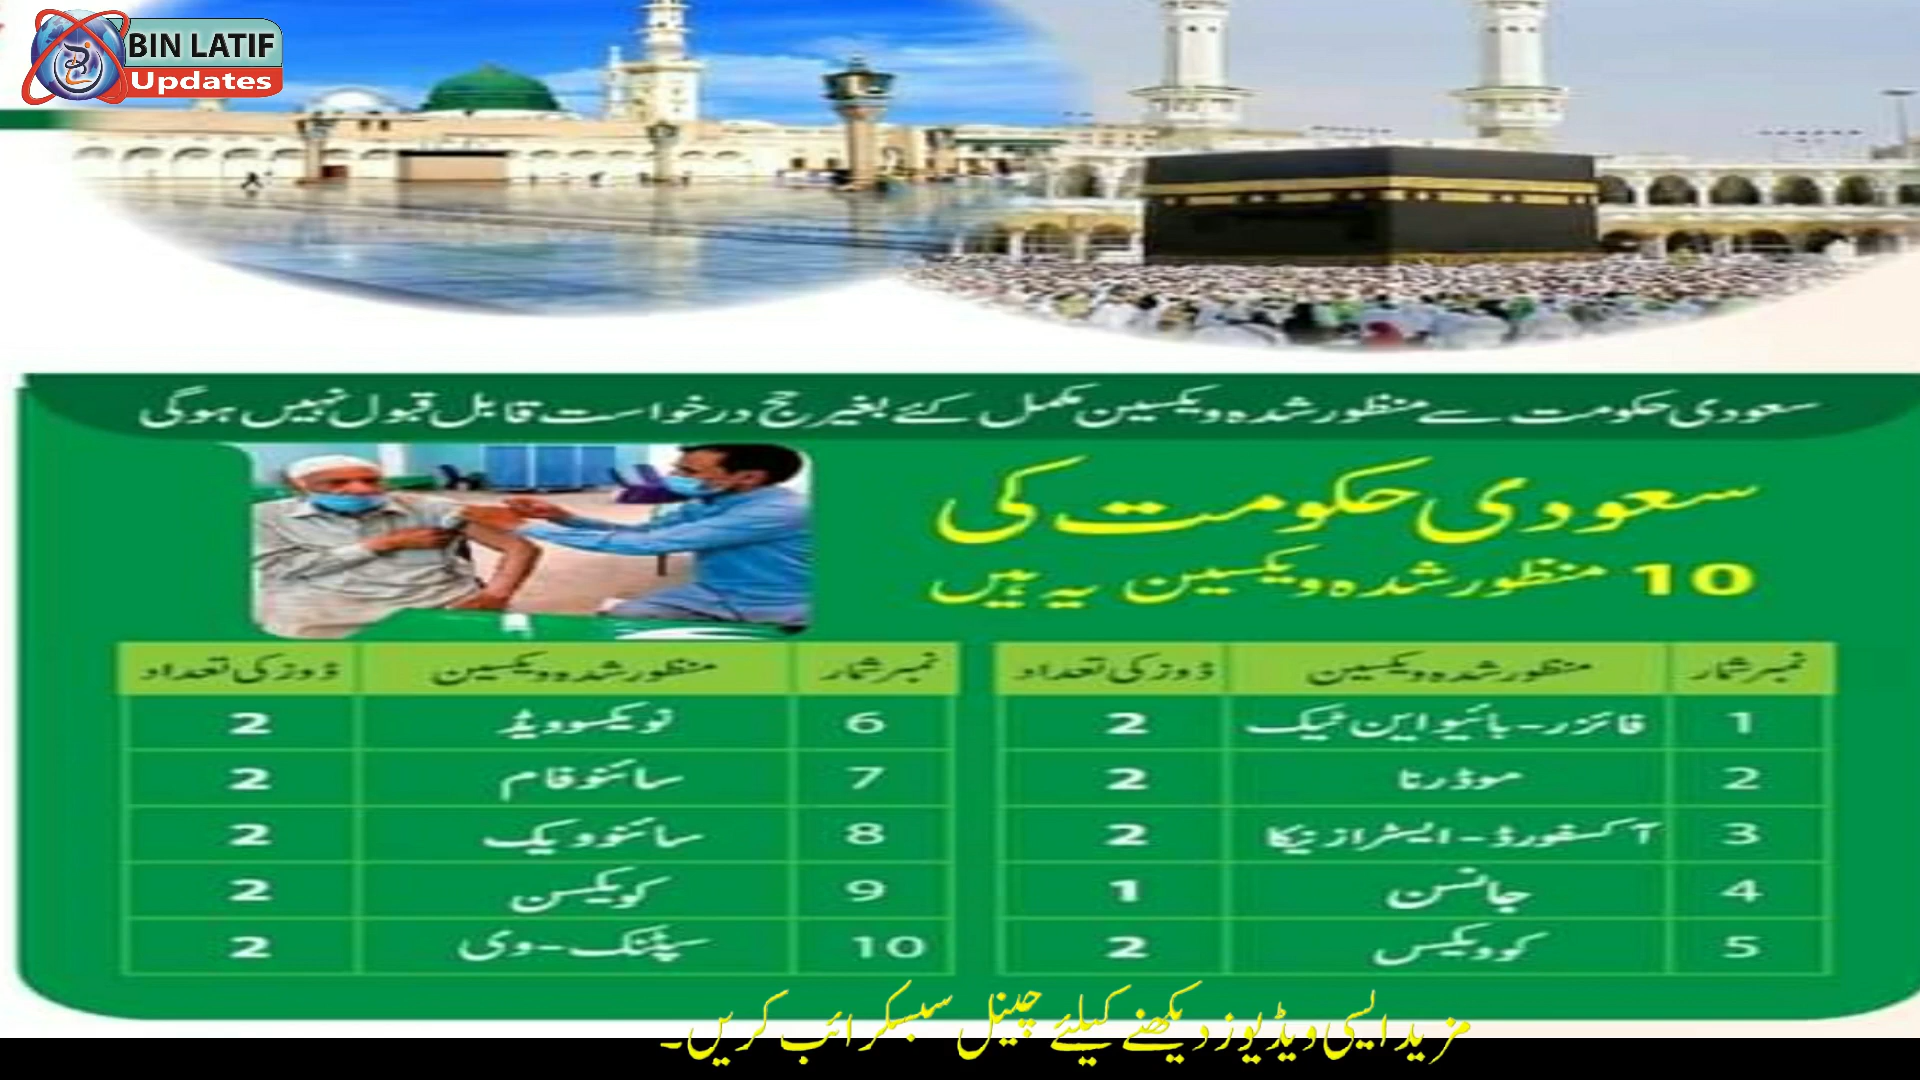 BIN LATIF
Updates
سعودی حکومت سے منظور شدہ ویکسین مکمل کئے بغیر حج درخواست قابل قبول نہیں ہوگی
سعودی حکومت کی
10 منظور شدہ ویکسین یہ ہیں
نمبر شمار منظور شدہ ویکسین ڈوز کی تعداد
1 فائزر-بائیو این ٹیک 2
2 موڈرنا 2
3 آکسفورڈ-ایسٹرازنیکا 2
4 جانسن 1
5 کوویکس 2
نمبر شمار منظور شدہ ویکسین ڈوز کی تعداد
6 نویکسوویڈ 2
7 سائنوفام 2
8 سائنوویک 2
9 کویکسن 2
10 سپٹنک-وی 2
مزید ایسی ویڈیوز دیکھنے کیلئے چینل سبسکرائب کریں۔